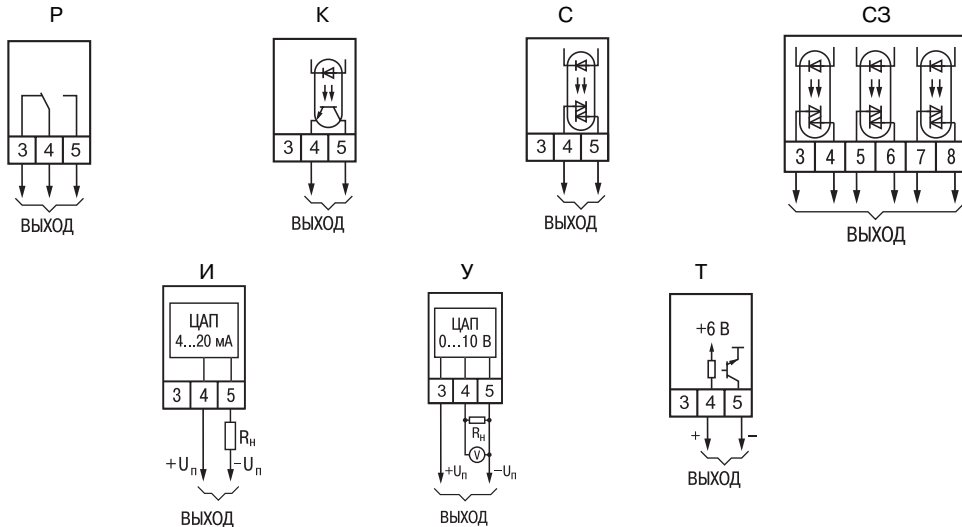 Р К С С3
3 4 5
ВЫХОД
3 4 5
ВЫХОД
3 4 5
ВЫХОД
3 4 5 6 7 8
ВЫХОД
И У Т
ЦАП
4...20 мА
3 4 5
Rн
+Uп −Uп
ВЫХОД
ЦАП
0...10 В
3 4 5
Rн
V
+Uп −Uп
ВЫХОД
+6 В
3 4 5
+ −
ВЫХОД